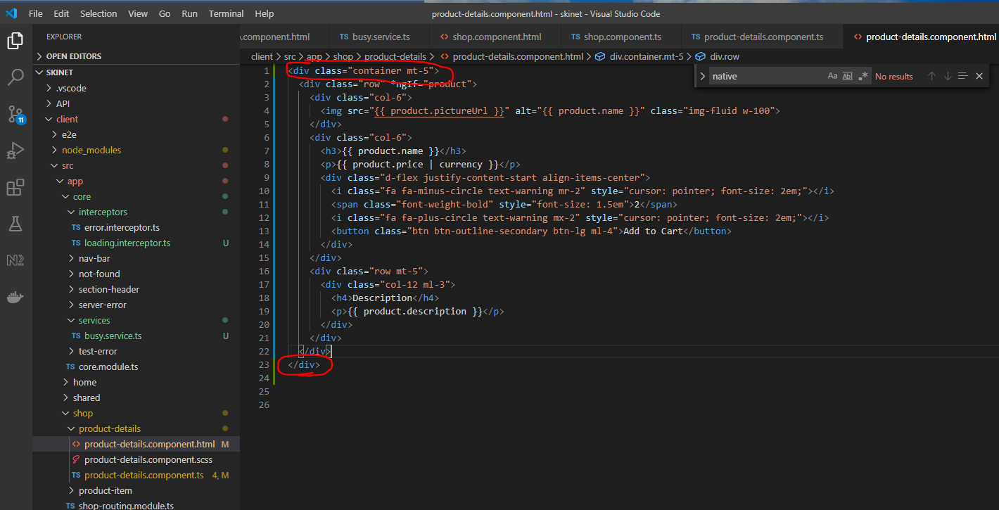 File Edit Selection View Go Run Terminal Help product-details.component.html - skinet - Visual Studio Code
EXPLORER
.component.html TS busy.service.ts <> shop.component.html TS shop.component.ts TS product-details.component.ts <> product-details.component.html
OPEN EDITORS
client > src > app > shop > product-details > <> product-details.component.html > div.container.mt-5 > div.row
native Aa Abl .* No results
SKINET
.vscode
API
client
e2e
node_modules
src
app
core
interceptors
TS error.interceptor.ts
TS loading.interceptor.ts U
nav-bar
not-found
section-header
server-error
services
TS busy.service.ts U
test-error
TS core.module.ts
home
shared
shop
product-details
<> product-details.component.html M
product-details.component.scss
TS product-details.component.ts 4, M
product-item
TS shop-routing.module.ts
11
1 <div class="container mt-5">
2 <div class="row" *ngIf="product">
3 <div class="col-6">
4 <img src="{{ product.pictureUrl }}" alt="{{ product.name }}" class="img-fluid w-100">
5 </div>
6 <div class="col-6">
7 <h3>{{ product.name }}</h3>
8 <p>{{ product.price | currency }}</p>
9 <div class="d-flex justify-content-start align-items-center">
10 <i class="fa fa-minus-circle text-warning mr-2" style="cursor: pointer; font-size: 2em;"></i>
11 <span class="font-weight-bold" style="font-size: 1.5em">2</span>
12 <i class="fa fa-plus-circle text-warning mx-2" style="cursor: pointer; font-size: 2em;"></i>
13 <button class="btn btn-outline-secondary btn-lg ml-4">Add to Cart</button>
14 </div>
15 </div>
16 <div class="row mt-5">
17 <div class="col-12 ml-3">
18 <h4>Description</h4>
19 <p>{{ product.description }}</p>
20 </div>
21 </div>
22 </div>
23 </div>
24
25
26